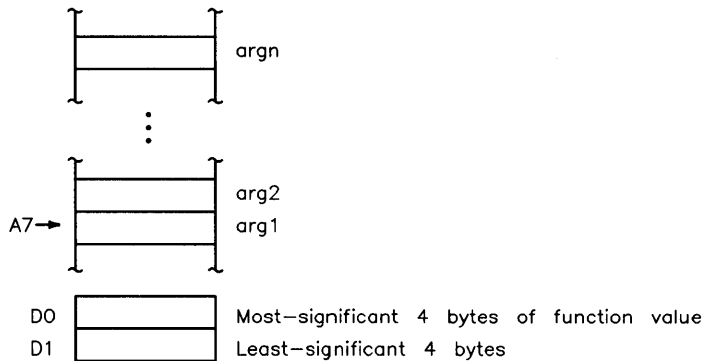 argn
arg2
A7 arg1
D0 Most-significant 4 bytes of function value
D1 Least-significant 4 bytes